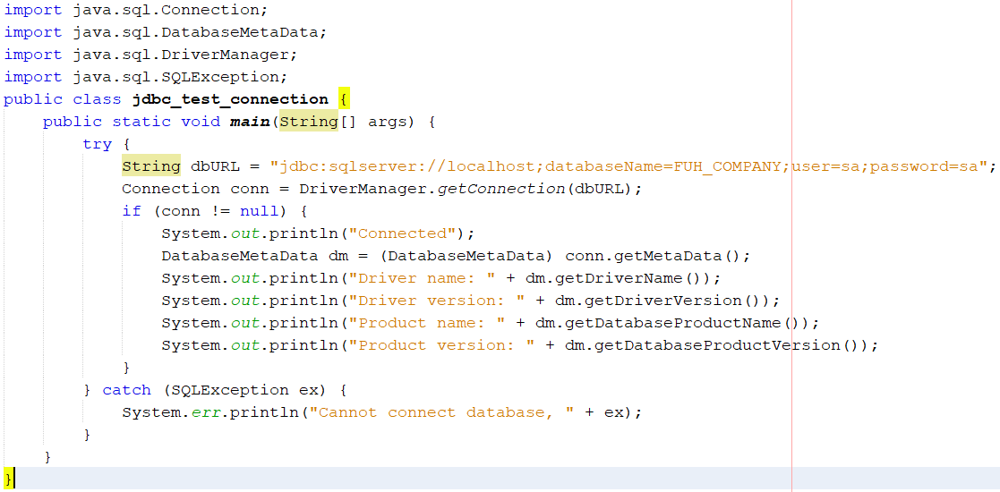 import java.sql.Connection;
import java.sql.DatabaseMetaData;
import java.sql.DriverManager;
import java.sql.SQLException;
public class jdbc_test_connection {
    public static void main(String[] args) {
        try {
            String dbURL = "jdbc:sqlserver://localhost;databaseName=FUH_COMPANY;user=sa;password=sa";
            Connection conn = DriverManager.getConnection(dbURL);
            if (conn != null) {
                System.out.println("Connected");
                DatabaseMetaData dm = (DatabaseMetaData) conn.getMetaData();
                System.out.println("Driver name: " + dm.getDriverName());
                System.out.println("Driver version: " + dm.getDriverVersion());
                System.out.println("Product name: " + dm.getDatabaseProductName());
                System.out.println("Product version: " + dm.getDatabaseProductVersion());
            }
        } catch (SQLException ex) {
            System.err.println("Cannot connect database, " + ex);
        }
    }
}